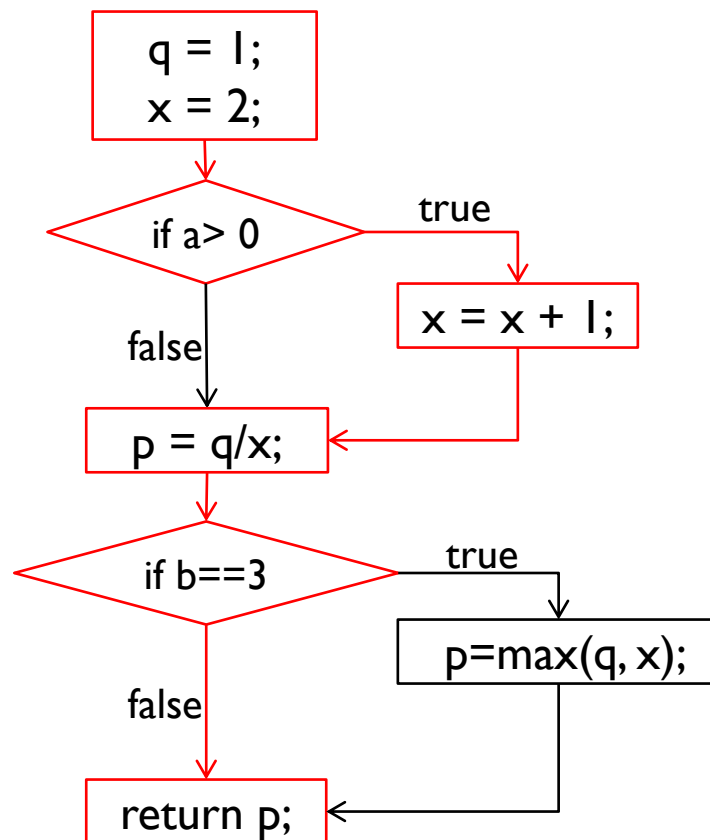 q = 1;
x = 2;
if a> 0
true
x = x + 1;
false
p = q/x;
if b==3
true
p=max(q, x);
false
return p;